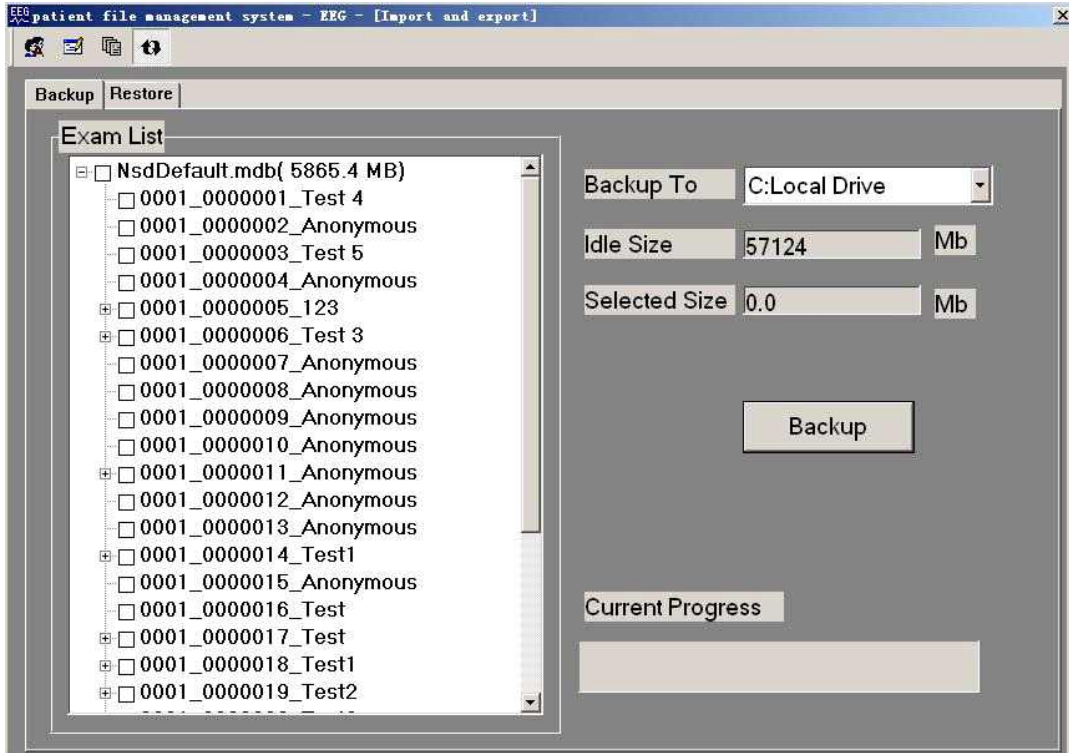 EEG patient file management system - EEG - [Import and export]
Backup Restore
Exam List
NsdDefault.mdb( 5865.4 MB)
0001_0000001_Test 4
0001_0000002_Anonymous
0001_0000003_Test 5
0001_0000004_Anonymous
0001_0000005_123
0001_0000006_Test 3
0001_0000007_Anonymous
0001_0000008_Anonymous
0001_0000009_Anonymous
0001_0000010_Anonymous
0001_0000011_Anonymous
0001_0000012_Anonymous
0001_0000013_Anonymous
0001_0000014_Test1
0001_0000015_Anonymous
0001_0000016_Test
0001_0000017_Test
0001_0000018_Test1
0001_0000019_Test2
Backup To C:Local Drive
Idle Size 57124 Mb
Selected Size 0.0 Mb
Backup
Current Progress